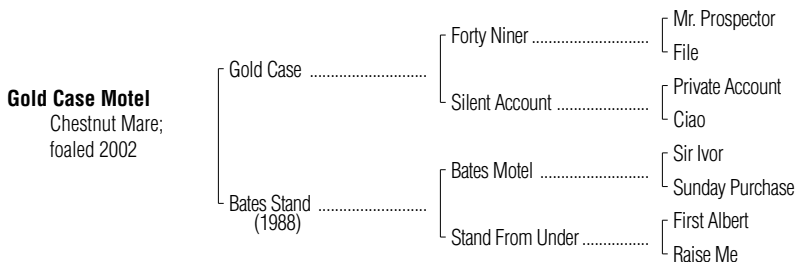 Gold Case Motel
Chestnut Mare;
foaled 2002
Gold Case ...........................
Bates Stand .........................
(1988)
Forty Niner ...........................
Silent Account .....................
Bates Motel .........................
Stand From Under ...............
Mr. Prospector
File
Private Account
Ciao
Sir Ivor
Sunday Purchase
First Albert
Raise Me